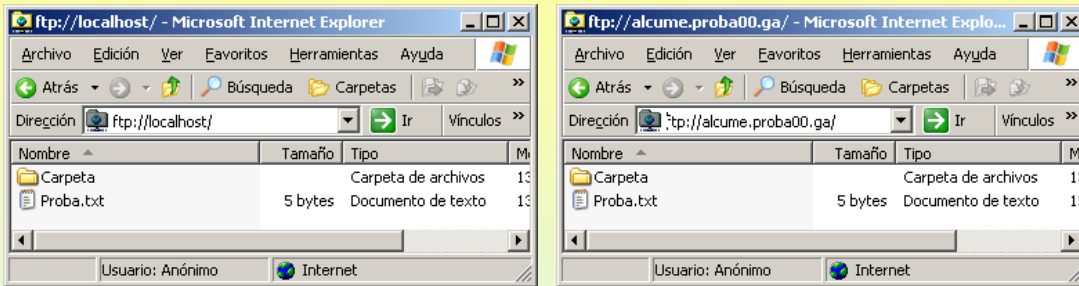 ftp://localhost/ - Microsoft Internet Explorer
Archivo Edición Ver Favoritos Herramientas Ayuda
Atrás Búsqueda Carpetas »
Dirección ftp://localhost/ Ir Vínculos »
Nombre Tamaño Tipo
Carpeta Carpeta de archivos 13
Proba.txt 5 bytes Documento de texto 13
Usuario: Anónimo Internet
ftp://alcume.proba00.ga/ - Microsoft Internet Explo...
Archivo Edición Ver Favoritos Herramientas Ayuda
Atrás Búsqueda Carpetas »
Dirección ftp://alcume.proba00.ga/ Ir Vínculos »
Nombre Tamaño Tipo M
Carpeta Carpeta de archivos
Proba.txt 5 bytes Documento de texto
Usuario: Anónimo Internet